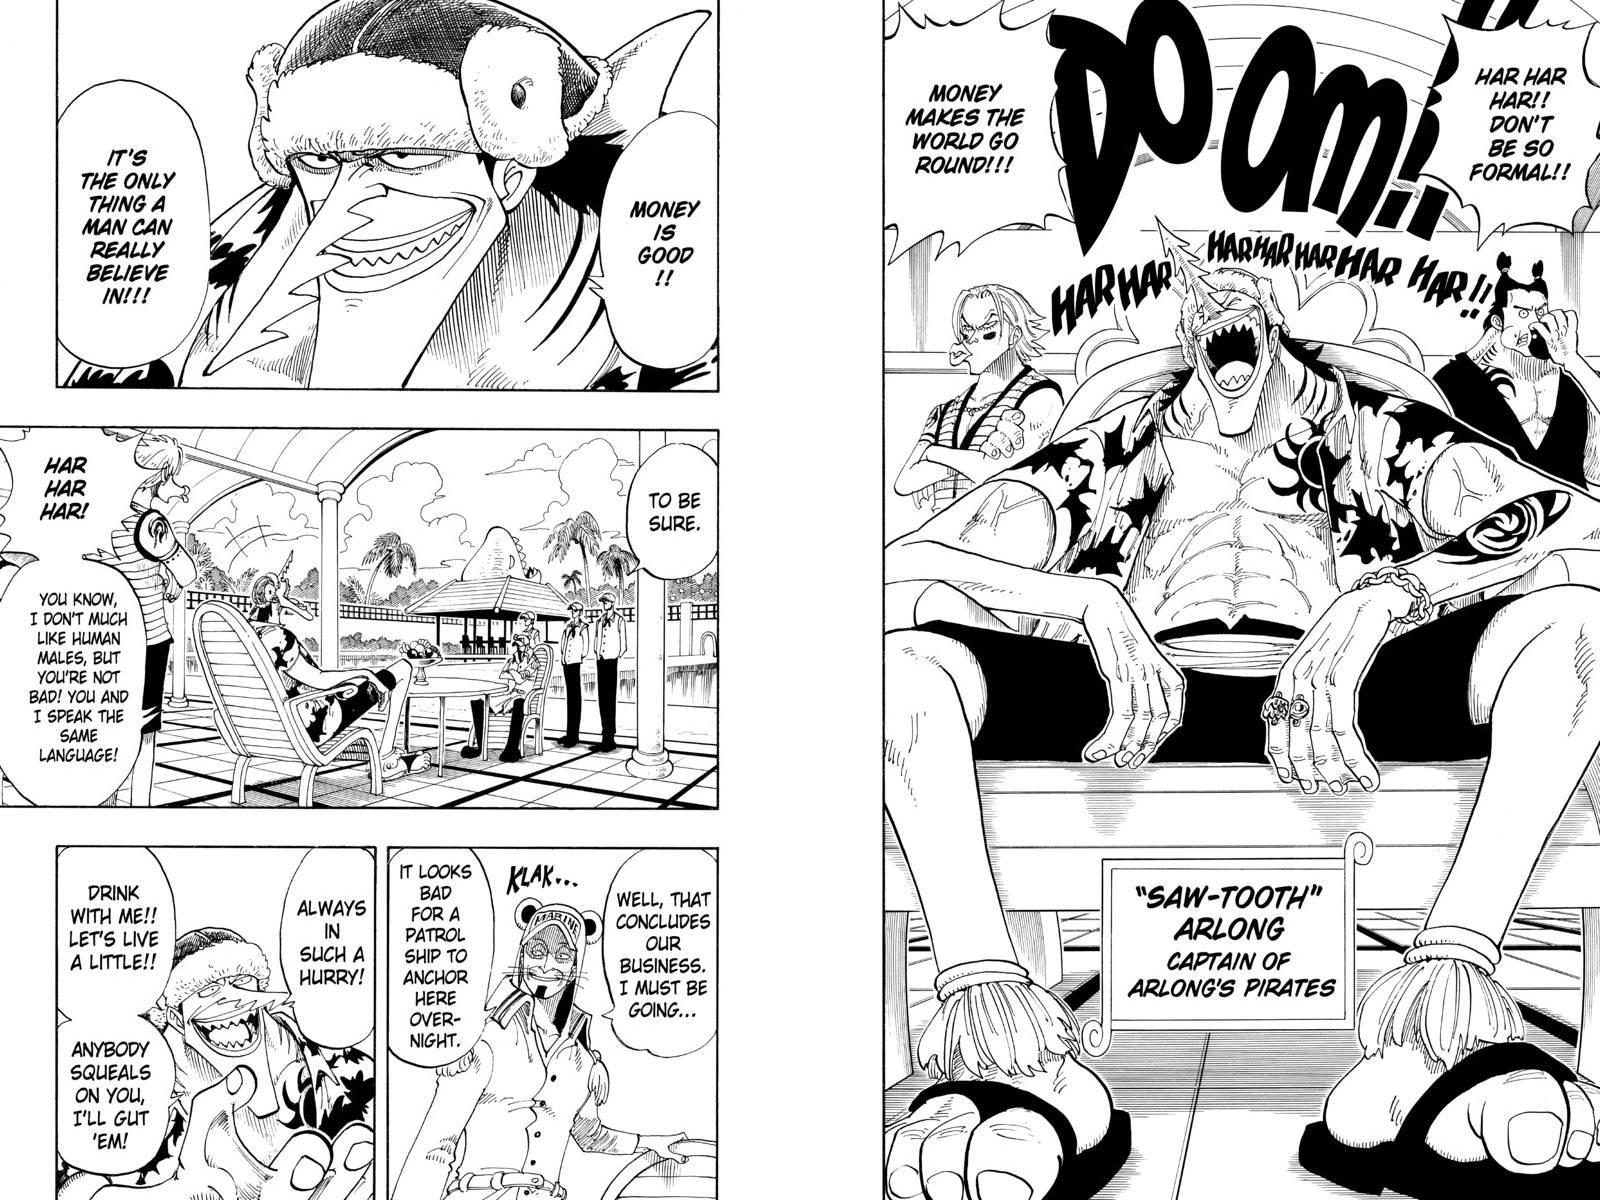 HAR HAR
HAR!!
DON'T
BE SO
FORMAL!!
DOOM!!
MONEY
MAKES THE
WORLD GO
ROUND!!!
HAR HAR HAR HAR HAR HAR HAR HAR!!
"SAW-TOOTH"
ARLONG
CAPTAIN OF
ARLONG'S PIRATES
MONEY
IS
GOOD
!!
IT'S
THE ONLY
THING A
MAN CAN
REALLY
BELIEVE
IN!!!
TO BE
SURE.
HAR
HAR
HAR!
YOU KNOW,
I DON'T MUCH
LIKE HUMAN
MALES, BUT
YOU'RE NOT
BAD! YOU AND
I SPEAK THE
SAME
LANGUAGE!
WELL, THAT
CONCLUDES
OUR
BUSINESS.
I MUST BE
GOING...
KLAK...
MARINE
IT LOOKS
BAD
FOR A
PATROL
SHIP TO
ANCHOR
HERE
OVER-
NIGHT.
ALWAYS
IN
SUCH A
HURRY!
DRINK
WITH ME!!
LET'S LIVE
A LITTLE!!
ANYBODY
SQUEALS
ON YOU,
I'LL GUT
'EM!